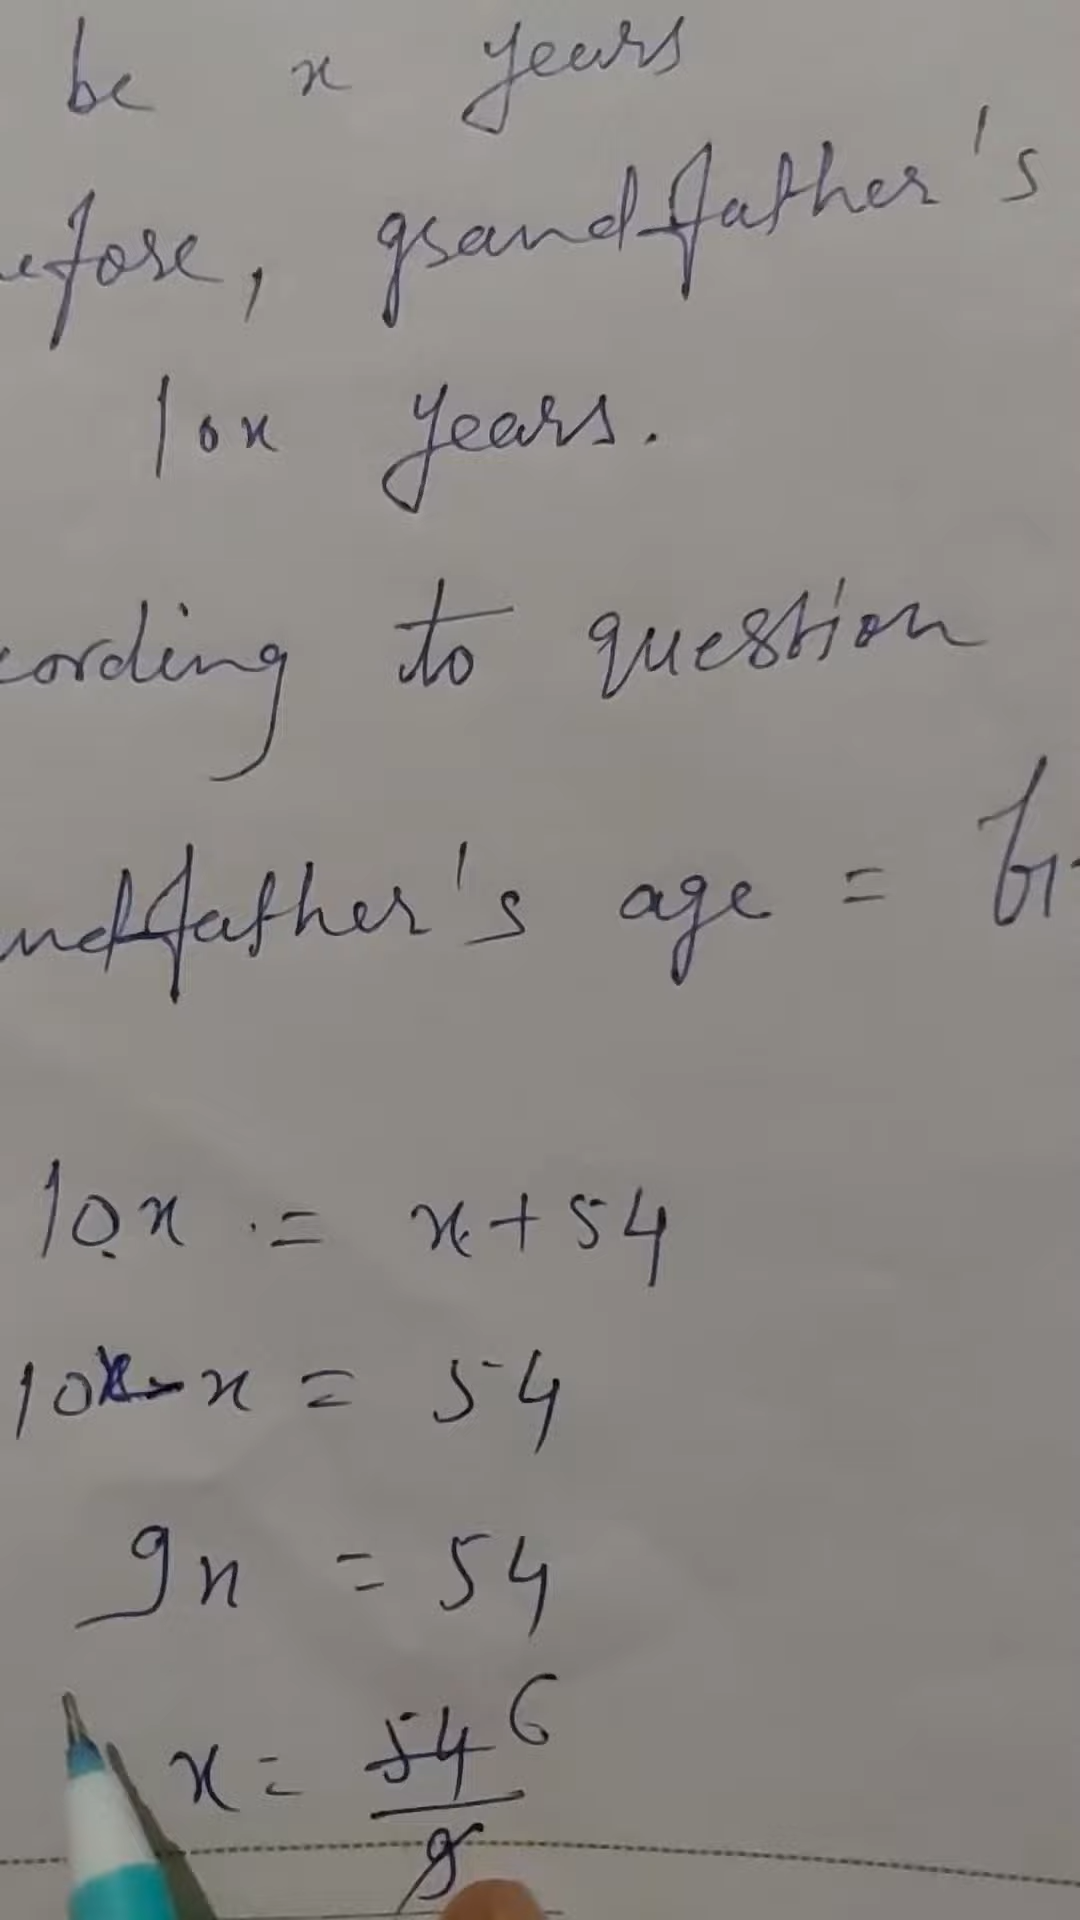 be x years
efore, grandfather's
10x years.
cording to question
ndfather's age =
10x = x + 54
10x - x = 54
9x = 54
x = 54/9 6